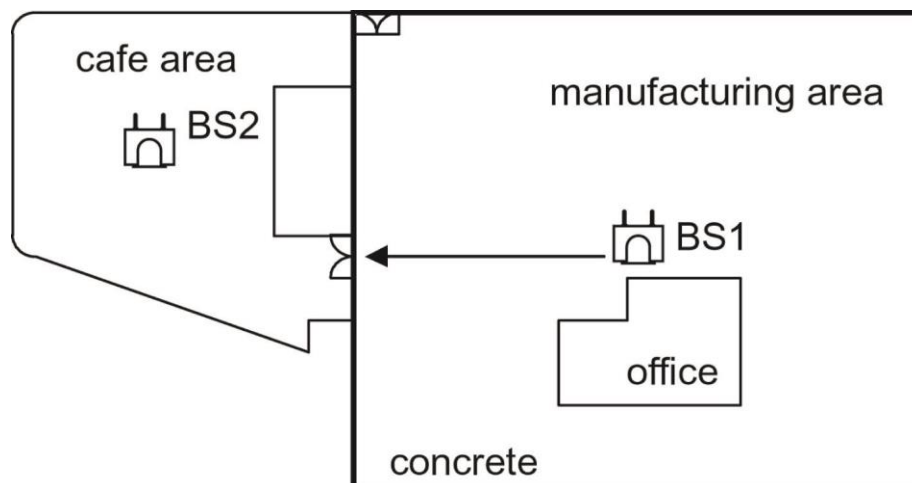 cafe area
manufacturing area
BS2
BS1
office
concrete